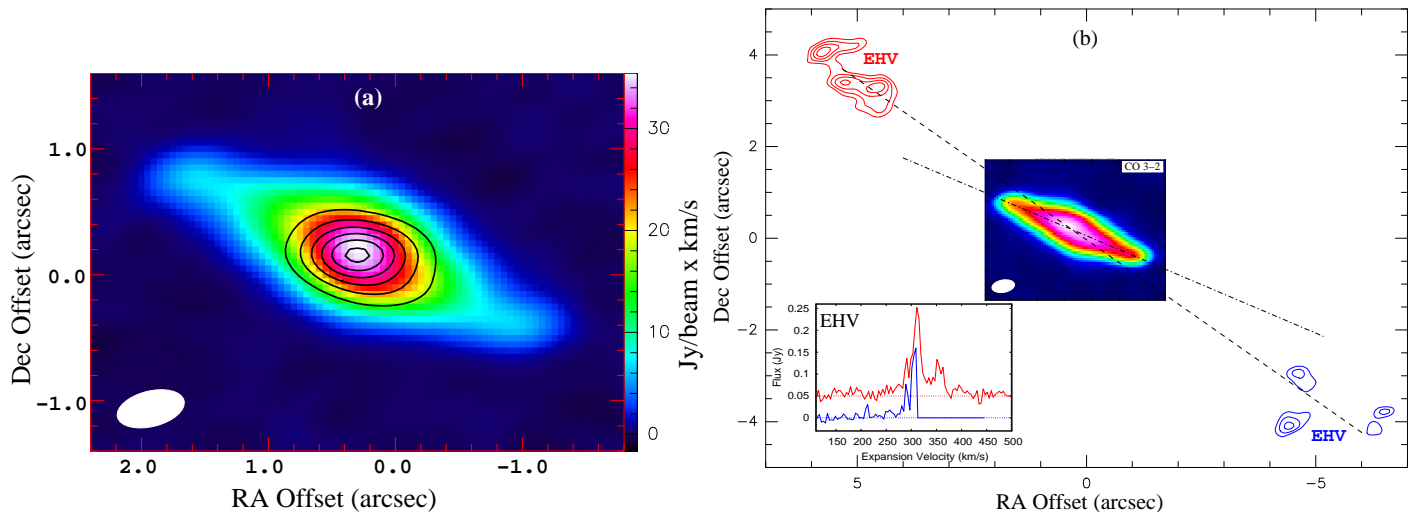 (a)
Dec Offset (arcsec)
1.0
0.0
-1.0
2.0 1.0 0.0 -1.0
RA Offset (arcsec)
30
20
10
0
Jy/beam x km/s
(b)
EHV
CO 3-2
Dec Offset (arcsec)
4
2
0
-2
-4
EHV
Flux (Jy)
0.25
0.2
0.15
0.1
0.05
0
150 200 250 300 350 400 450 500
Expansion Velocity (km/s)
EHV
5 0 -5
RA Offset (arcsec)